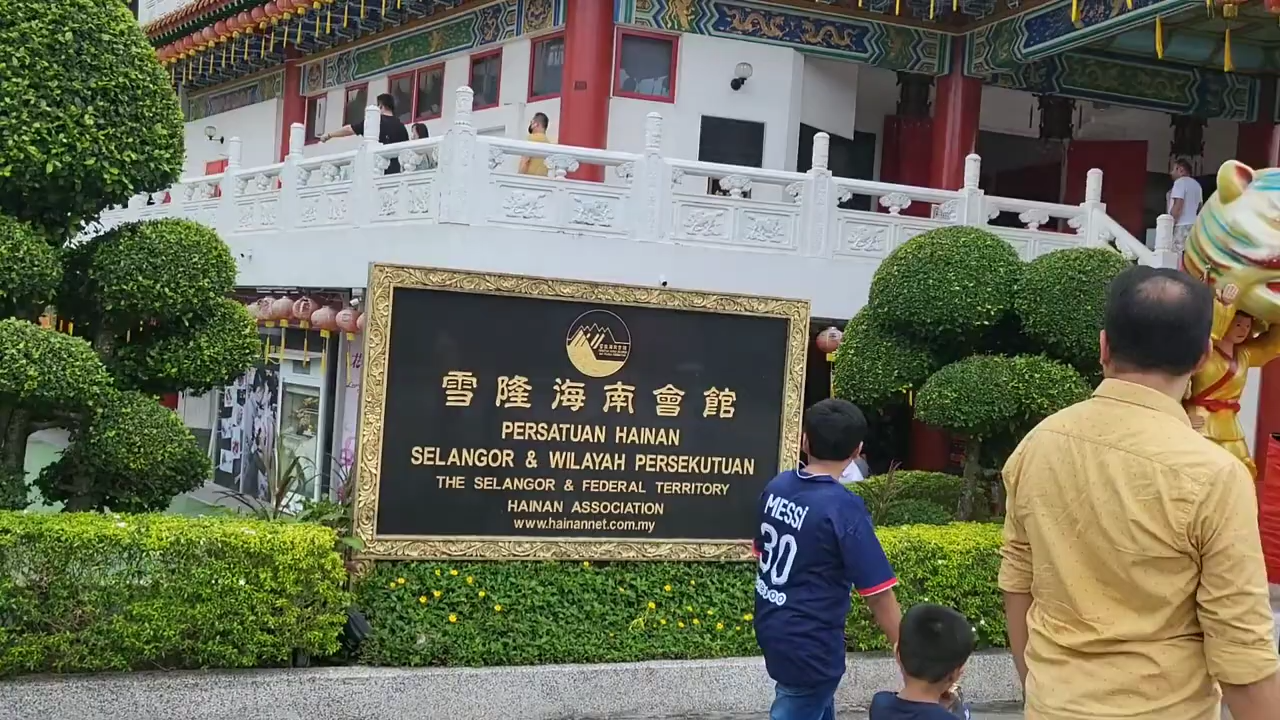 雪隆海南會館
PERSATUAN HAINAN
SELANGOR & WILAYAH PERSEKUTUAN
THE SELANGOR & FEDERAL TERRITORY
HAINAN ASSOCIATION
www.hainannet.com.my
MESSI
30